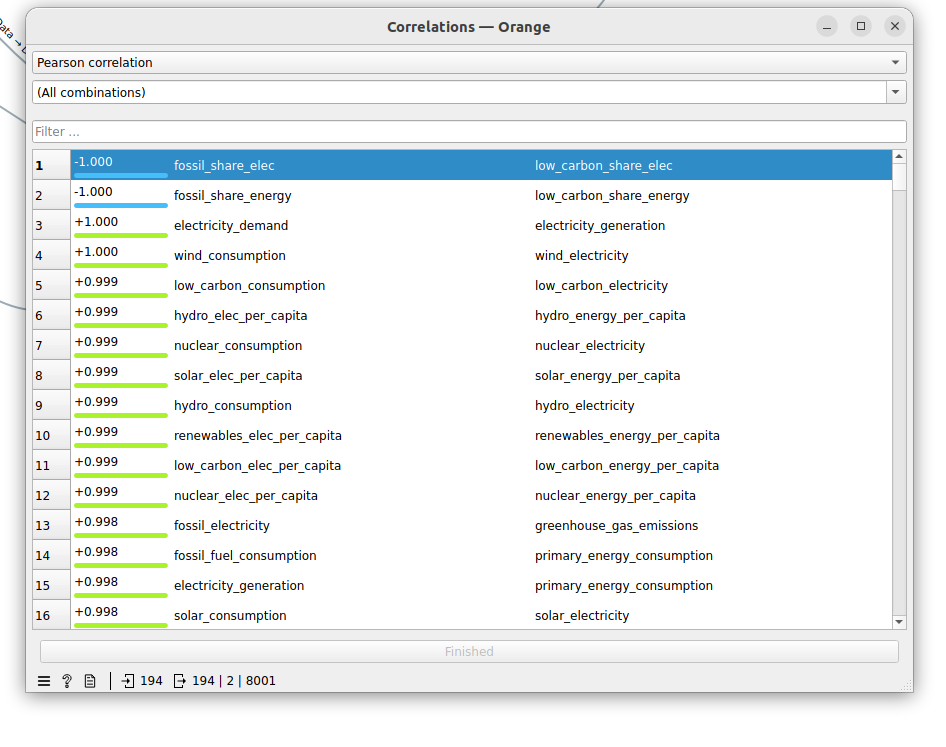 Data →
Correlations — Orange
Pearson correlation
(All combinations)
Filter ...
1 -1.000 fossil_share_elec low_carbon_share_elec
2 -1.000 fossil_share_energy low_carbon_share_energy
3 +1.000 electricity_demand electricity_generation
4 +1.000 wind_consumption wind_electricity
5 +0.999 low_carbon_consumption low_carbon_electricity
6 +0.999 hydro_elec_per_capita hydro_energy_per_capita
7 +0.999 nuclear_consumption nuclear_electricity
8 +0.999 solar_elec_per_capita solar_energy_per_capita
9 +0.999 hydro_consumption hydro_electricity
10 +0.999 renewables_elec_per_capita renewables_energy_per_capita
11 +0.999 low_carbon_elec_per_capita low_carbon_energy_per_capita
12 +0.999 nuclear_elec_per_capita nuclear_energy_per_capita
13 +0.998 fossil_electricity greenhouse_gas_emissions
14 +0.998 fossil_fuel_consumption primary_energy_consumption
15 +0.998 electricity_generation primary_energy_consumption
16 +0.998 solar_consumption solar_electricity
Finished
? 194 194 | 2 | 8001